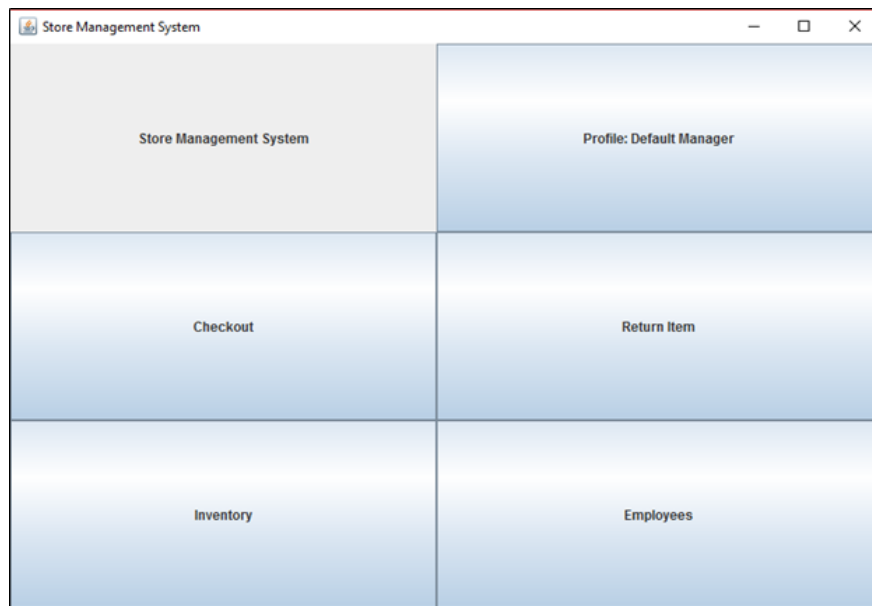 Store Management System
Store Management System
Profile: Default Manager
Checkout
Return Item
Inventory
Employees